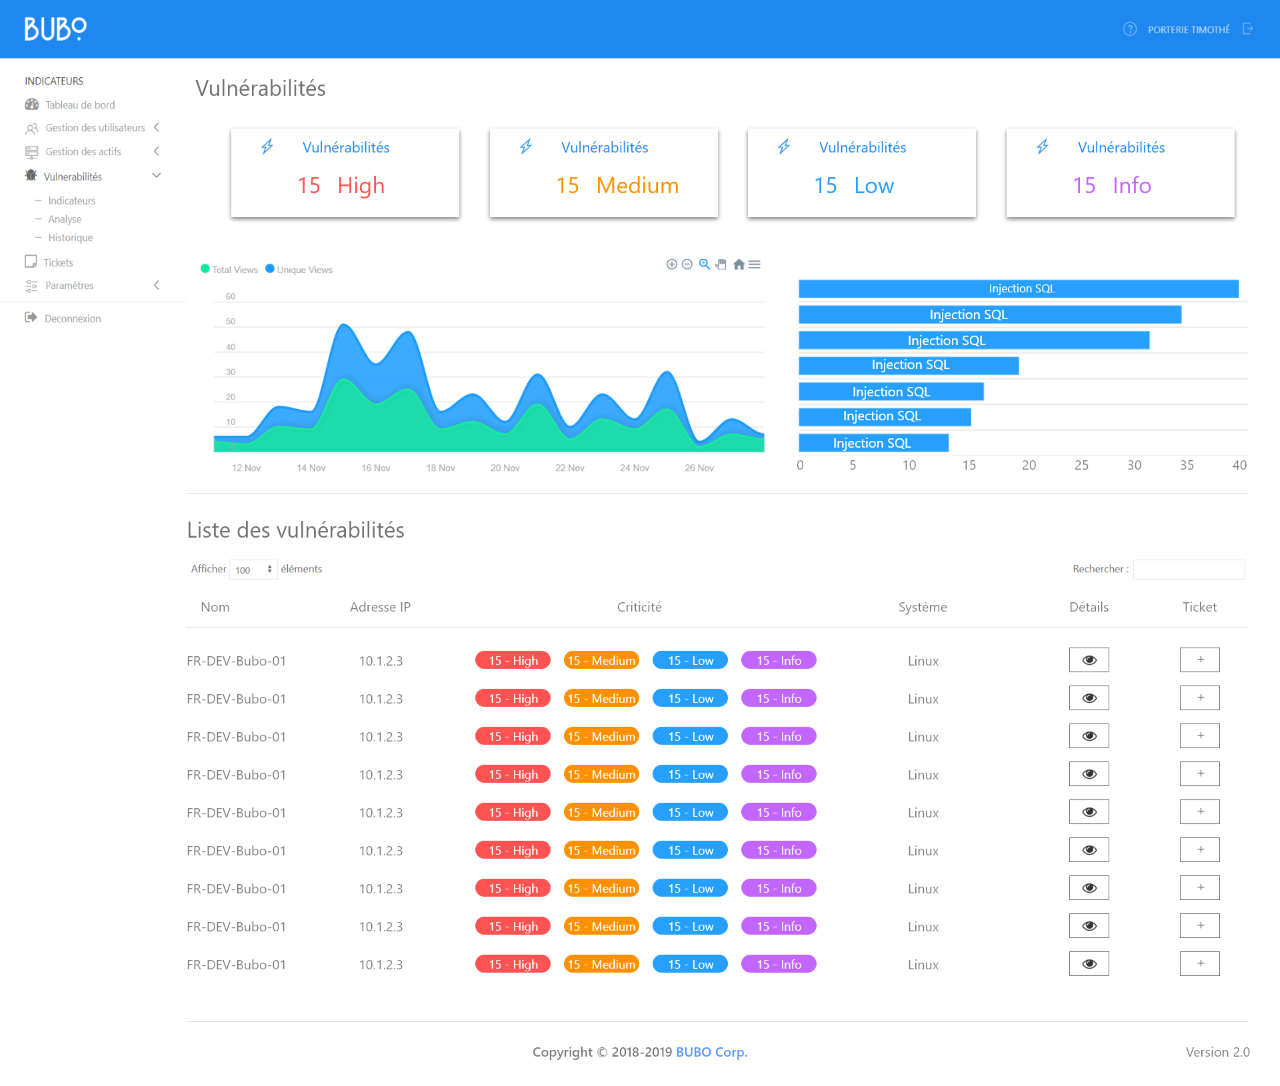 BUBO
PORTERIE TIMOTHÉ
INDICATEURS
Tableau de bord
Gestion des utilisateurs
Gestion des actifs
Vulnerabilités
— Indicateurs
— Analyse
— Historique
Tickets
Paramètres
Deconnexion
Vulnérabilités
Vulnérabilités
15 High
Vulnérabilités
15 Medium
Vulnérabilités
15 Low
Vulnérabilités
15 Info
Total Views Unique Views
60
50
40
30
20
10
12 Nov 14 Nov 16 Nov 18 Nov 20 Nov 22 Nov 24 Nov 26 Nov
Injection SQL
Injection SQL
Injection SQL
Injection SQL
Injection SQL
Injection SQL
Injection SQL
0 5 10 15 20 25 30 35 40
Liste des vulnérabilités
Afficher 100 éléments
Rechercher :
Nom Adresse IP Criticité Système Détails Ticket
FR-DEV-Bubo-01 10.1.2.3 15 - High 15 - Medium 15 - Low 15 - Info Linux +
FR-DEV-Bubo-01 10.1.2.3 15 - High 15 - Medium 15 - Low 15 - Info Linux +
FR-DEV-Bubo-01 10.1.2.3 15 - High 15 - Medium 15 - Low 15 - Info Linux +
FR-DEV-Bubo-01 10.1.2.3 15 - High 15 - Medium 15 - Low 15 - Info Linux +
FR-DEV-Bubo-01 10.1.2.3 15 - High 15 - Medium 15 - Low 15 - Info Linux +
FR-DEV-Bubo-01 10.1.2.3 15 - High 15 - Medium 15 - Low 15 - Info Linux +
FR-DEV-Bubo-01 10.1.2.3 15 - High 15 - Medium 15 - Low 15 - Info Linux +
FR-DEV-Bubo-01 10.1.2.3 15 - High 15 - Medium 15 - Low 15 - Info Linux +
FR-DEV-Bubo-01 10.1.2.3 15 - High 15 - Medium 15 - Low 15 - Info Linux +
Copyright © 2018-2019 BUBO Corp.
Version 2.0